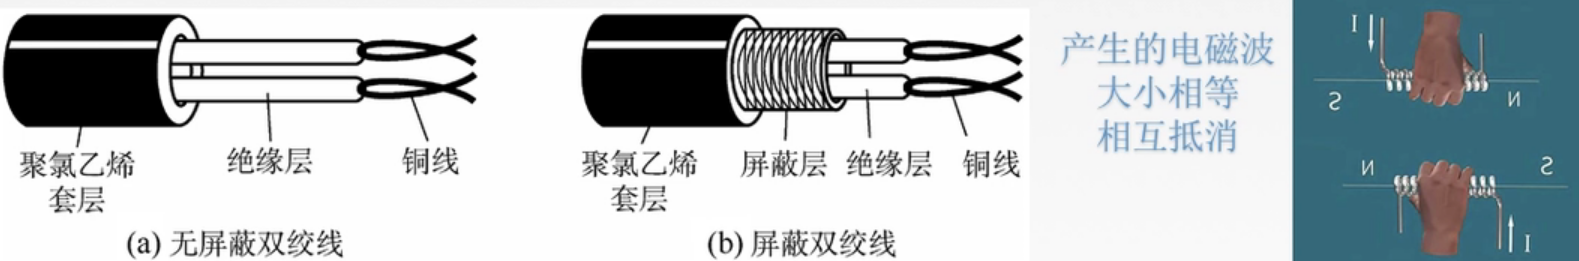 聚氯乙烯
套层
绝缘层
铜线
(a) 无屏蔽双绞线
聚氯乙烯
套层
屏蔽层
绝缘层
铜线
(b) 屏蔽双绞线
产生的电磁波
大小相等
相互抵消
I
S
N
N
S
I